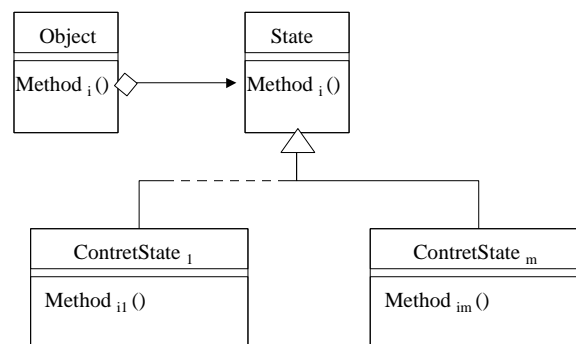 Object
State
Method i ()
Method i ()
ContretState 1
ContretState m
Method i1 ()
Method im ()